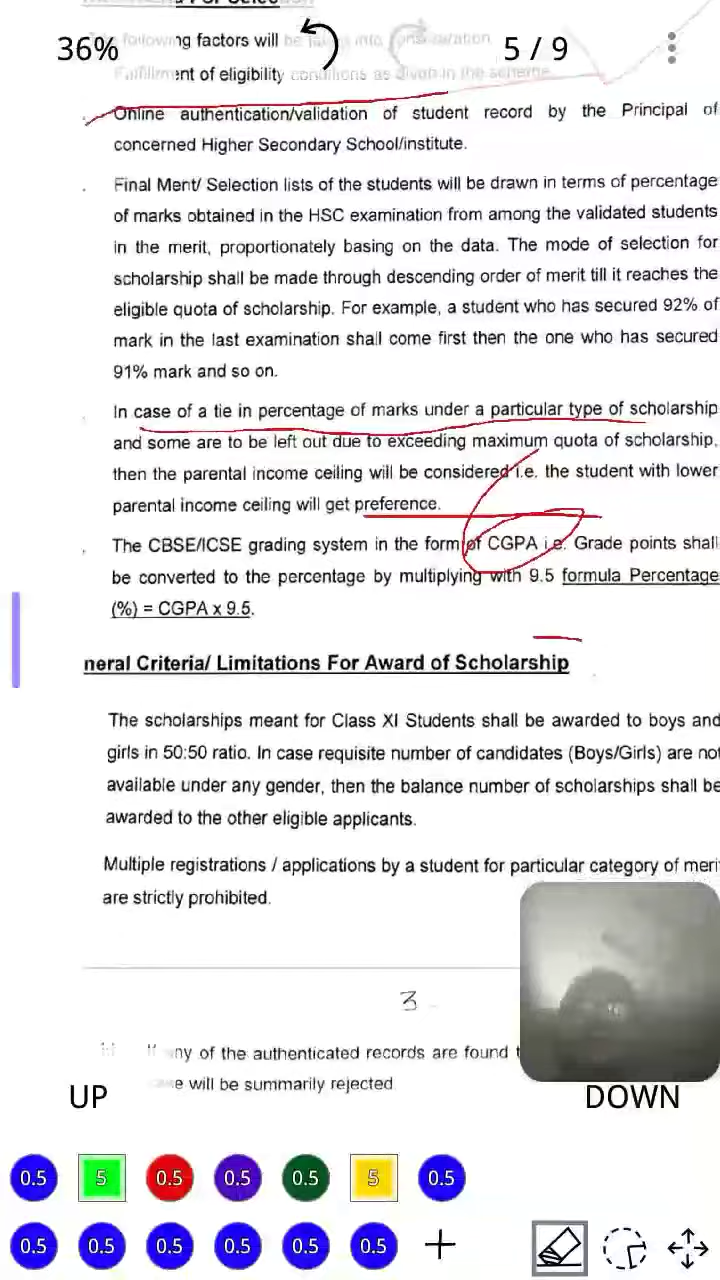 36%
5 / 9
following factors will be taken into consideration.
Fulfillment of eligibility conditions as given in the scheme.
Online authentication/validation of student record by the Principal of
concerned Higher Secondary School/institute.
Final Merit/ Selection lists of the students will be drawn in terms of percentage
of marks obtained in the HSC examination from among the validated students
in the merit, proportionately basing on the data. The mode of selection for
scholarship shall be made through descending order of merit till it reaches the
eligible quota of scholarship. For example, a student who has secured 92% of
mark in the last examination shall come first then the one who has secured
91% mark and so on.
In case of a tie in percentage of marks under a particular type of scholarship
and some are to be left out due to exceeding maximum quota of scholarship,
then the parental income ceiling will be considered i.e. the student with lower
parental income ceiling will get preference.
The CBSE/ICSE grading system in the form of CGPA i.e. Grade points shall
be converted to the percentage by multiplying with 9.5 formula Percentage
(%) = CGPA x 9.5.
neral Criteria/ Limitations For Award of Scholarship
The scholarships meant for Class XI Students shall be awarded to boys and
girls in 50:50 ratio. In case requisite number of candidates (Boys/Girls) are not
available under any gender, then the balance number of scholarships shall be
awarded to the other eligible applicants.
Multiple registrations / applications by a student for particular category of meri
are strictly prohibited.
3
ny of the authenticated records are found t
e will be summarily rejected
UP
DOWN
0.5 5 0.5 0.5 0.5 5 0.5
0.5 0.5 0.5 0.5 0.5 0.5 +